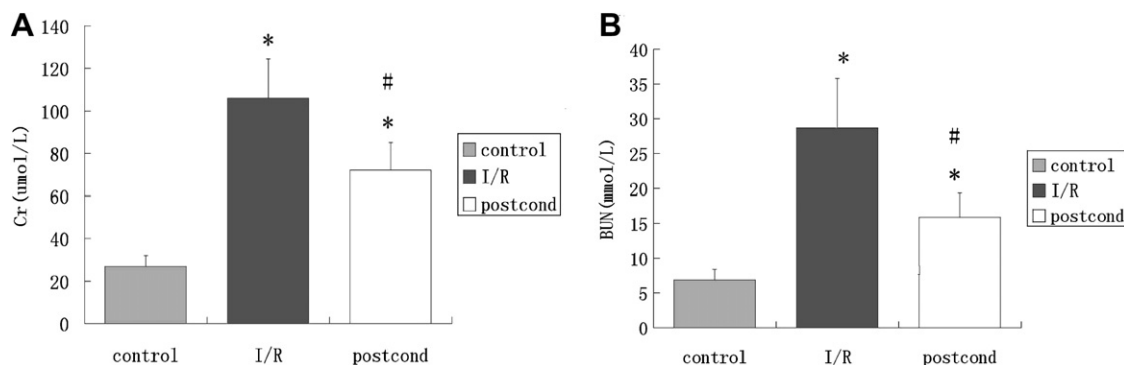 A
Cr(umol/L)
140
120
100
80
60
40
20
0
*
#
*
control
I/R
postcond
control
I/R
postcond
B
BUN(mmol/L)
40
35
30
25
20
15
10
5
0
*
#
*
control
I/R
postcond
control
I/R
postcond